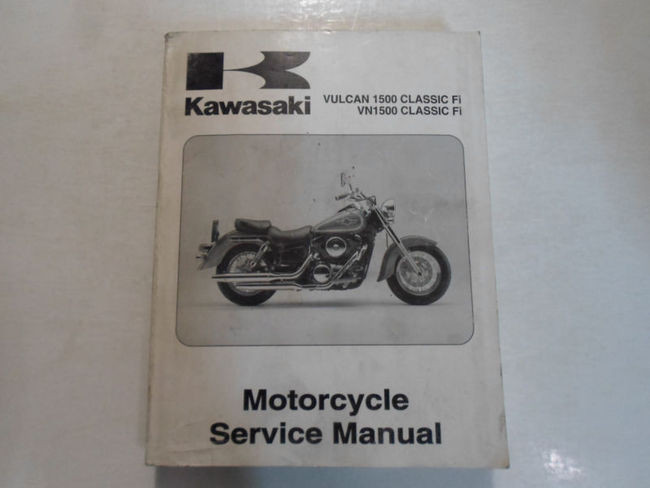 Kawasaki
VULCAN 1500 CLASSIC Fi
VN1500 CLASSIC Fi
Motorcycle
Service Manual